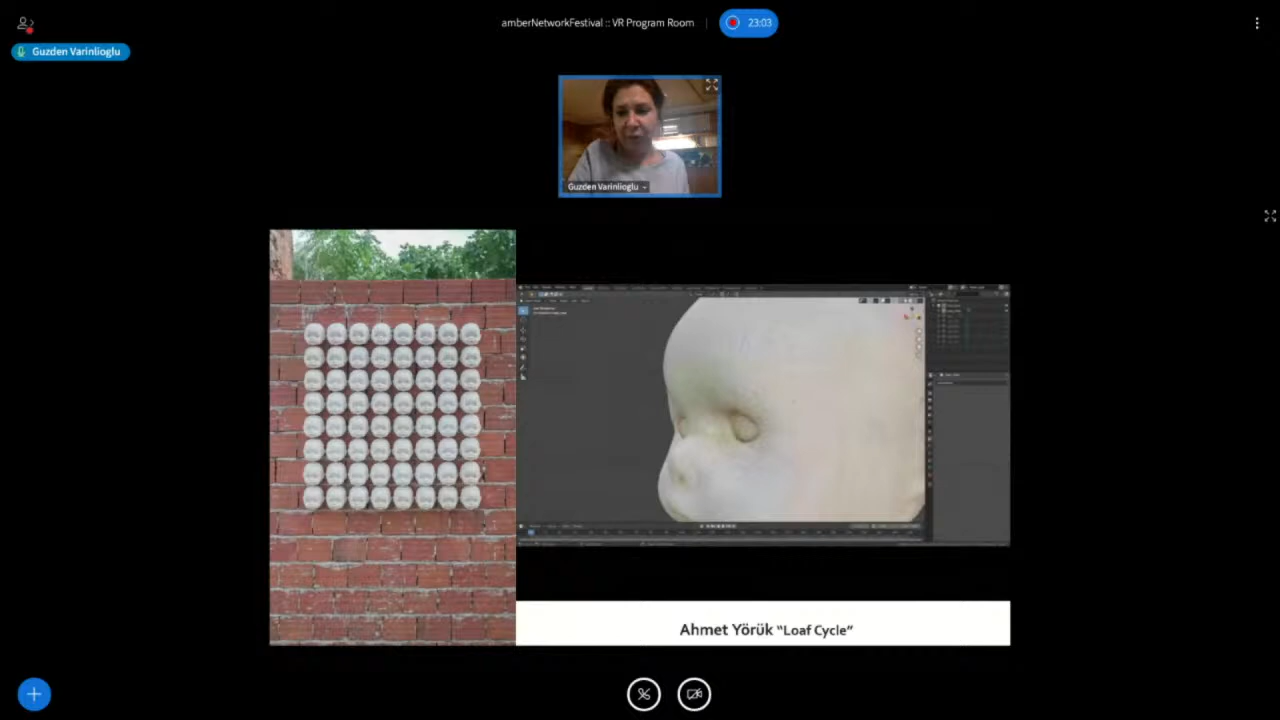 amberNetworkFestival :: VR Program Room
23:03
Guzden Varinlioglu
Guzden Varinlioglu
Ahmet Yörük “Loaf Cycle”